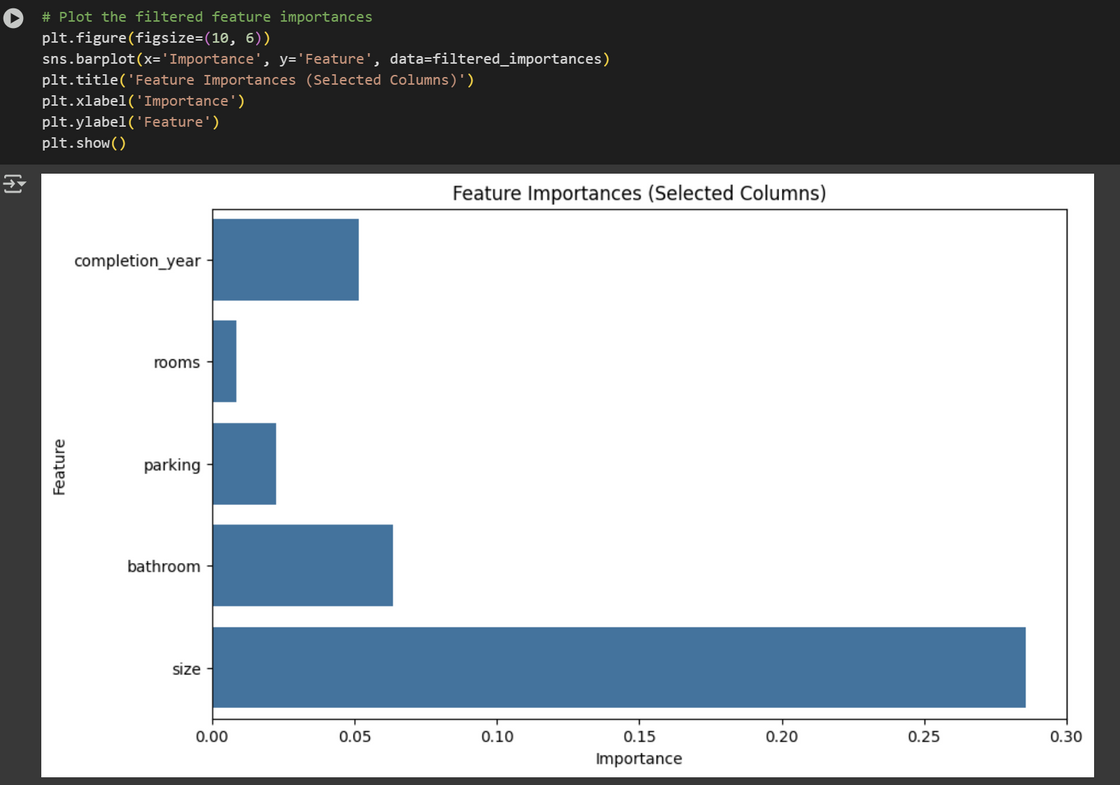 # Plot the filtered feature importances
plt.figure(figsize=(10, 6))
sns.barplot(x='Importance', y='Feature', data=filtered_importances)
plt.title('Feature Importances (Selected Columns)')
plt.xlabel('Importance')
plt.ylabel('Feature')
plt.show()
Feature Importances (Selected Columns)
completion_year
rooms
parking
bathroom
size
Feature
0.00 0.05 0.10 0.15 0.20 0.25 0.30
Importance